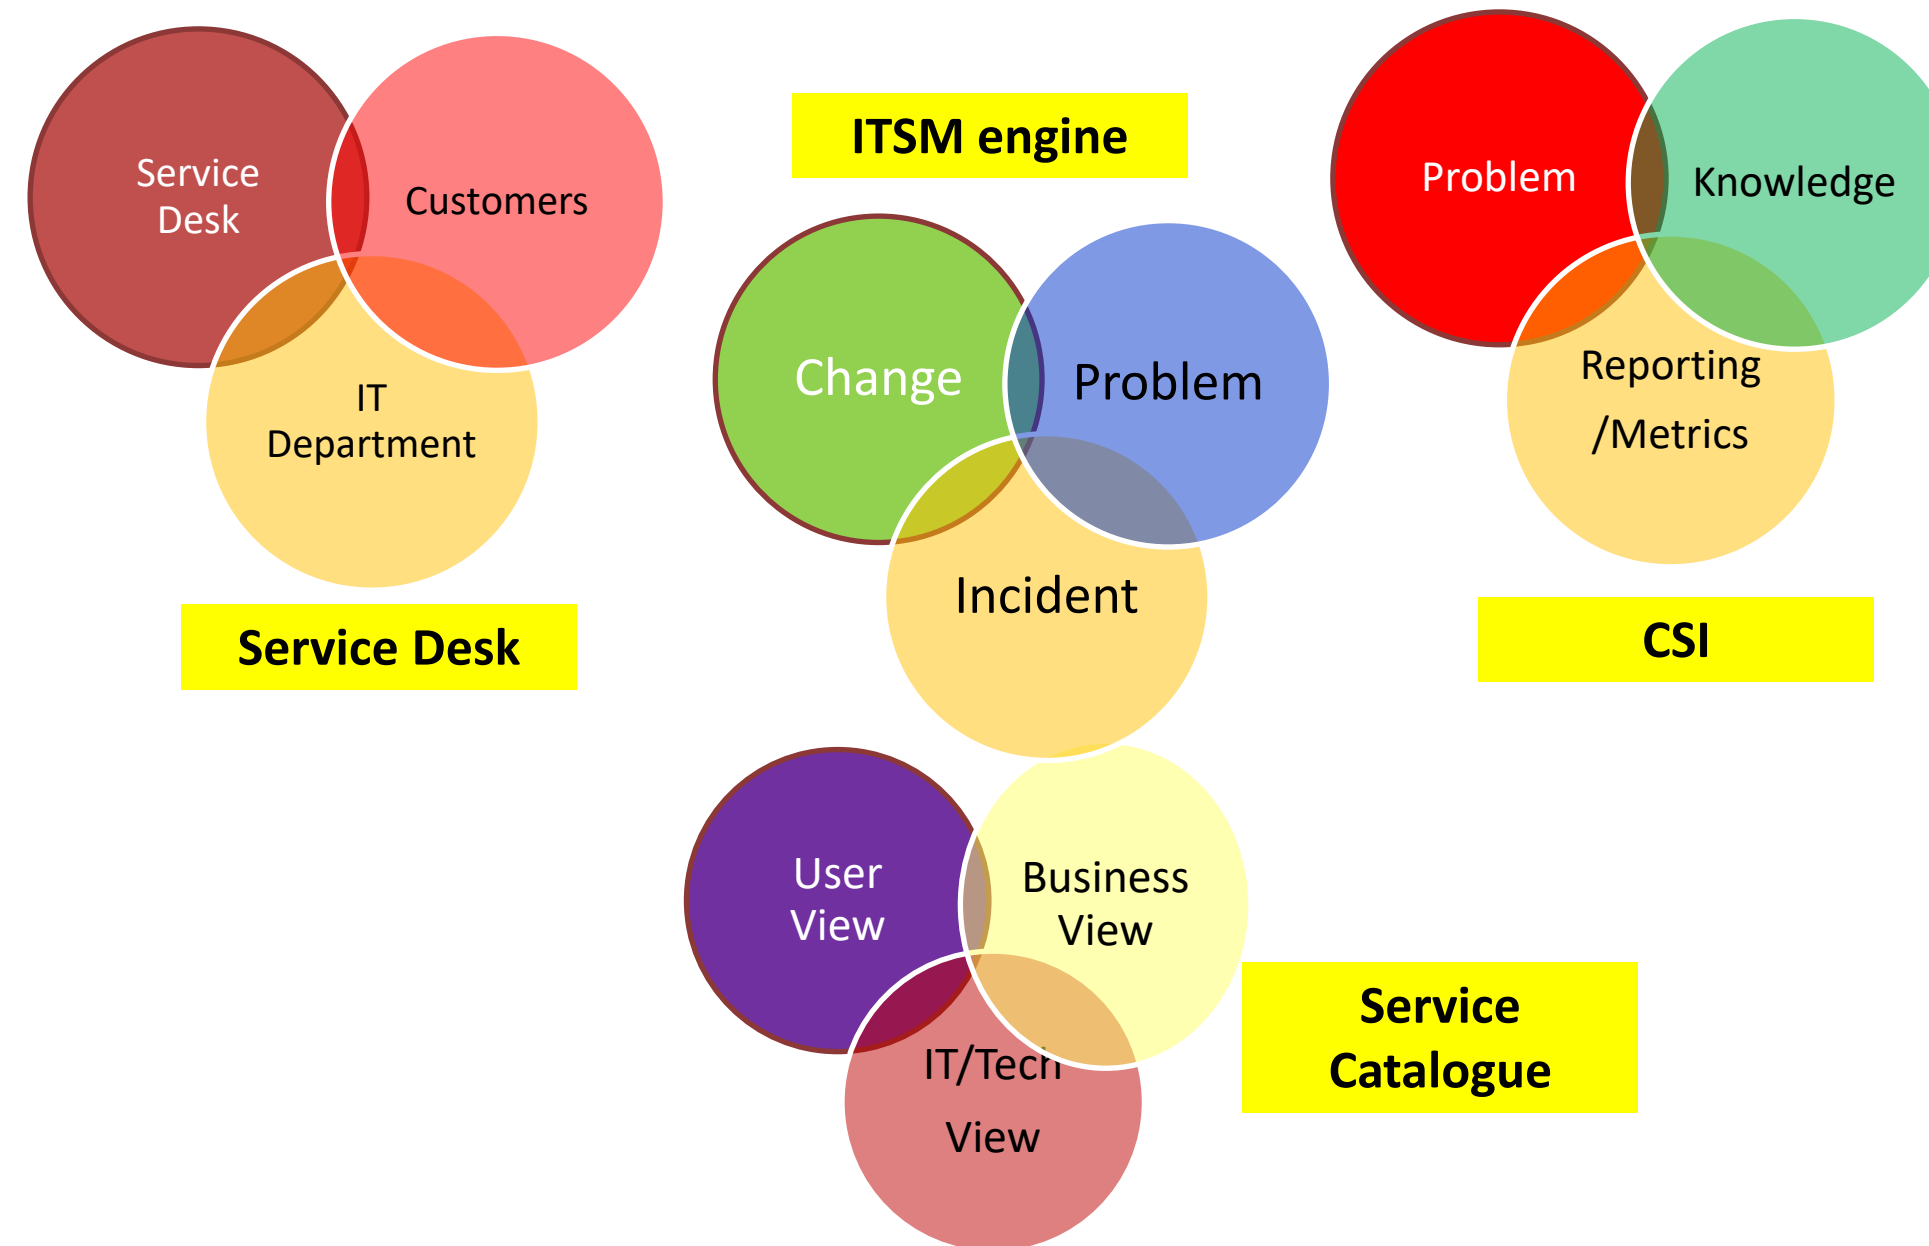 Service
Desk
Customers
IT
Department
Service Desk
ITSM engine
Change
Problem
Incident
Problem
Knowledge
Reporting
/Metrics
CSI
User
View
Business
View
IT/Tech
View
Service
Catalogue